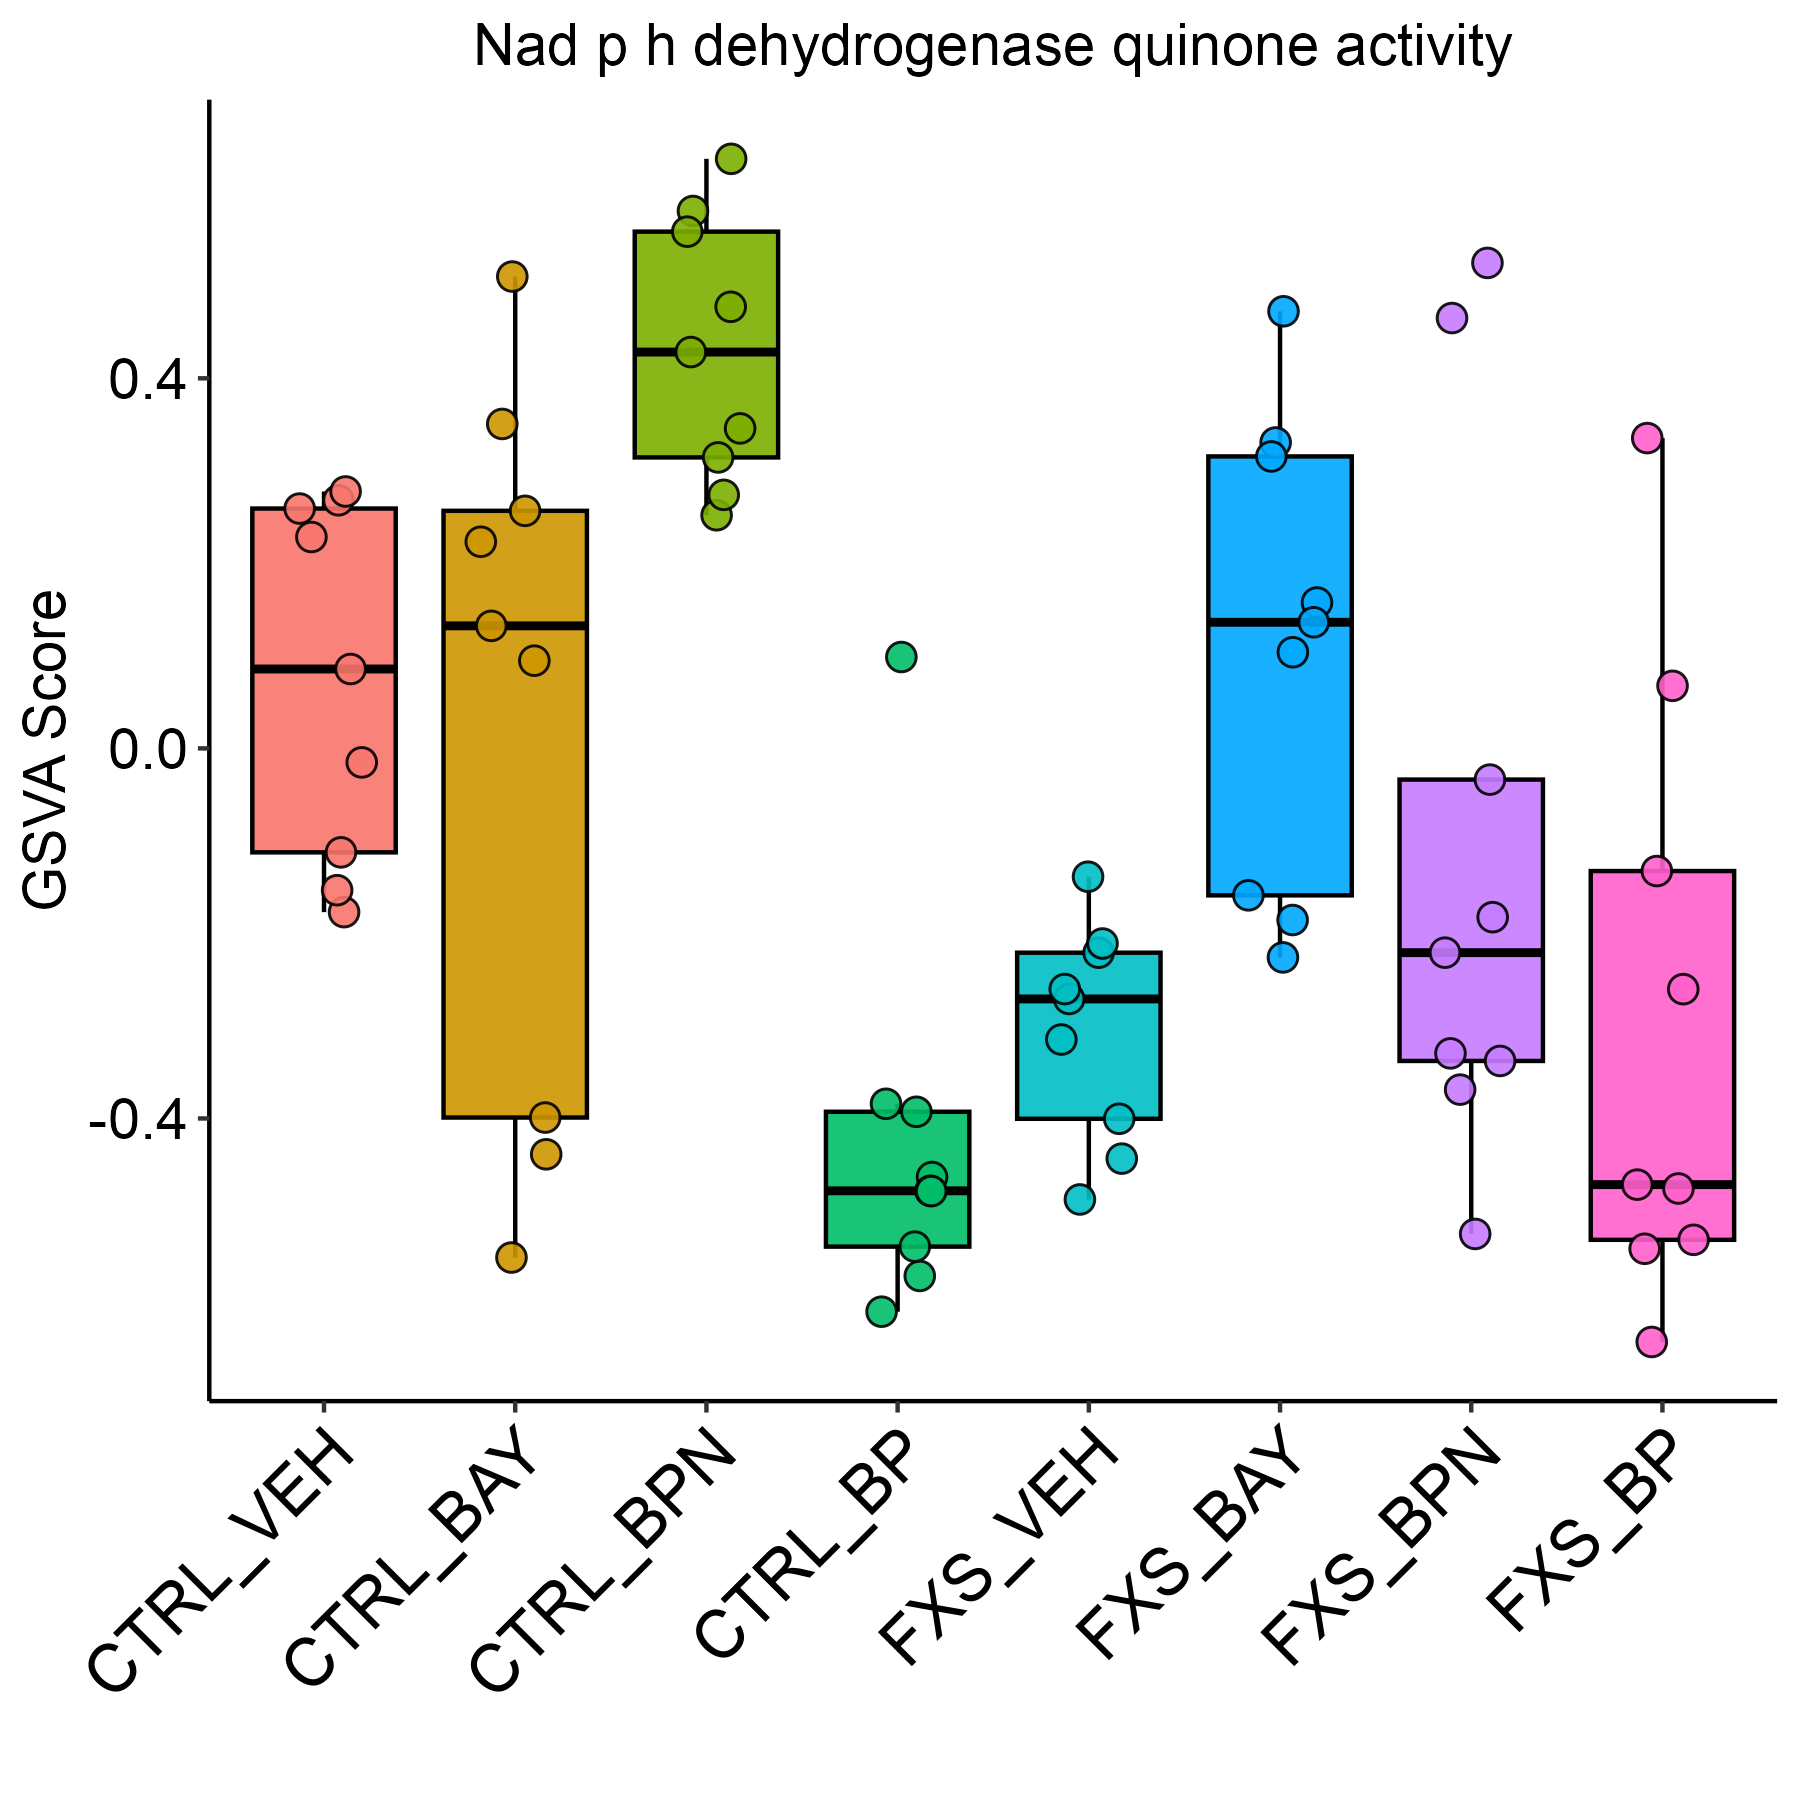 Nad p h dehydrogenase quinone activity
GSVA Score
0.4
0.0
-0.4
CTRL_VEH
CTRL_BAY
CTRL_BPN
CTRL_BP
FXS_VEH
FXS_BAY
FXS_BPN
FXS_BP